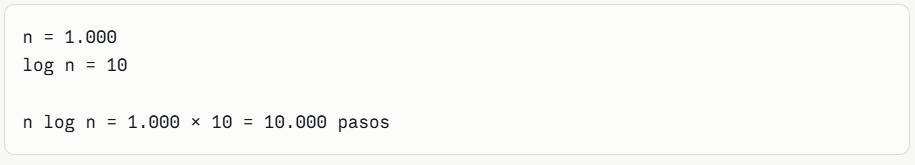 n = 1.000
log n = 10
n log n = 1.000 × 10 = 10.000 pasos